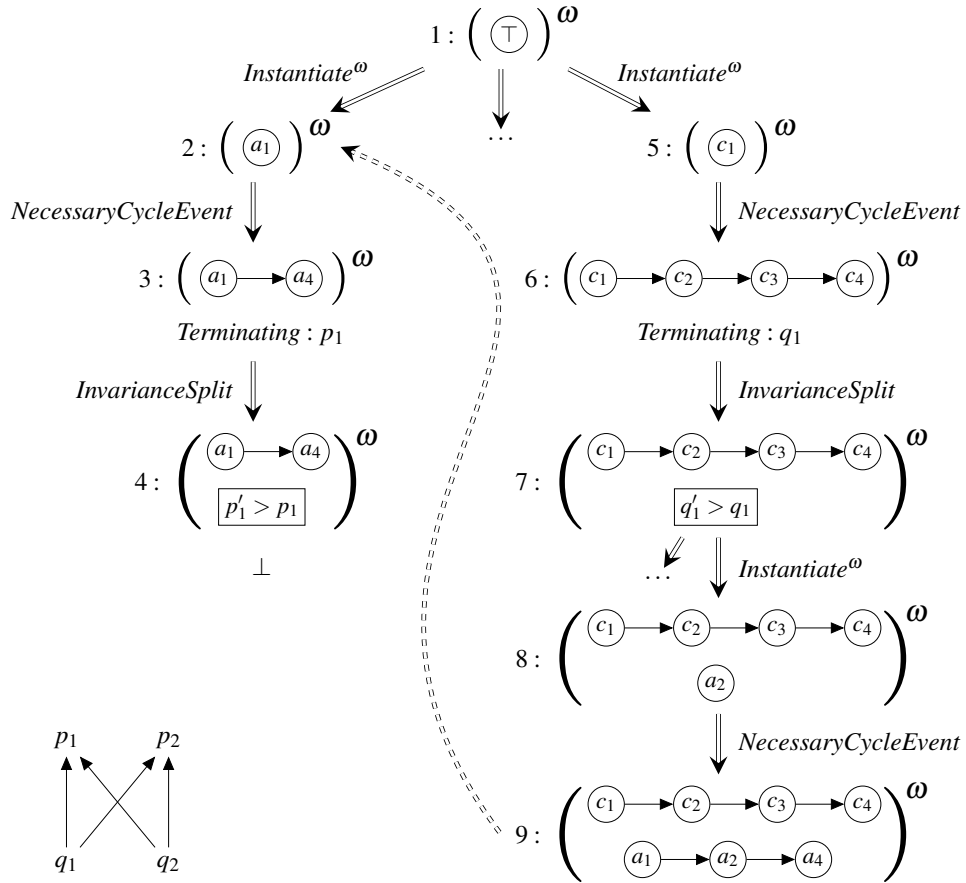 1 : ( ⊤ )^ω
Instantiate^ω Instantiate^ω
...
2 : ( a₁ )^ω 5 : ( c₁ )^ω
NecessaryCycleEvent NecessaryCycleEvent
3 : ( a₁ a₄ )^ω 6 : ( c₁ c₂ c₃ c₄ )^ω
Terminating : p₁ Terminating : q₁
InvarianceSplit InvarianceSplit
4 : ( a₁ a₄ )^ω 7 : ( c₁ c₂ c₃ c₄ )^ω
p′₁ > p₁ q′₁ > q₁
⊥ ... Instantiate^ω
8 : ( c₁ c₂ c₃ c₄ )^ω
a₂
p₁ p₂ NecessaryCycleEvent
9 : ( c₁ c₂ c₃ c₄ )^ω
q₁ q₂ a₁ a₂ a₄